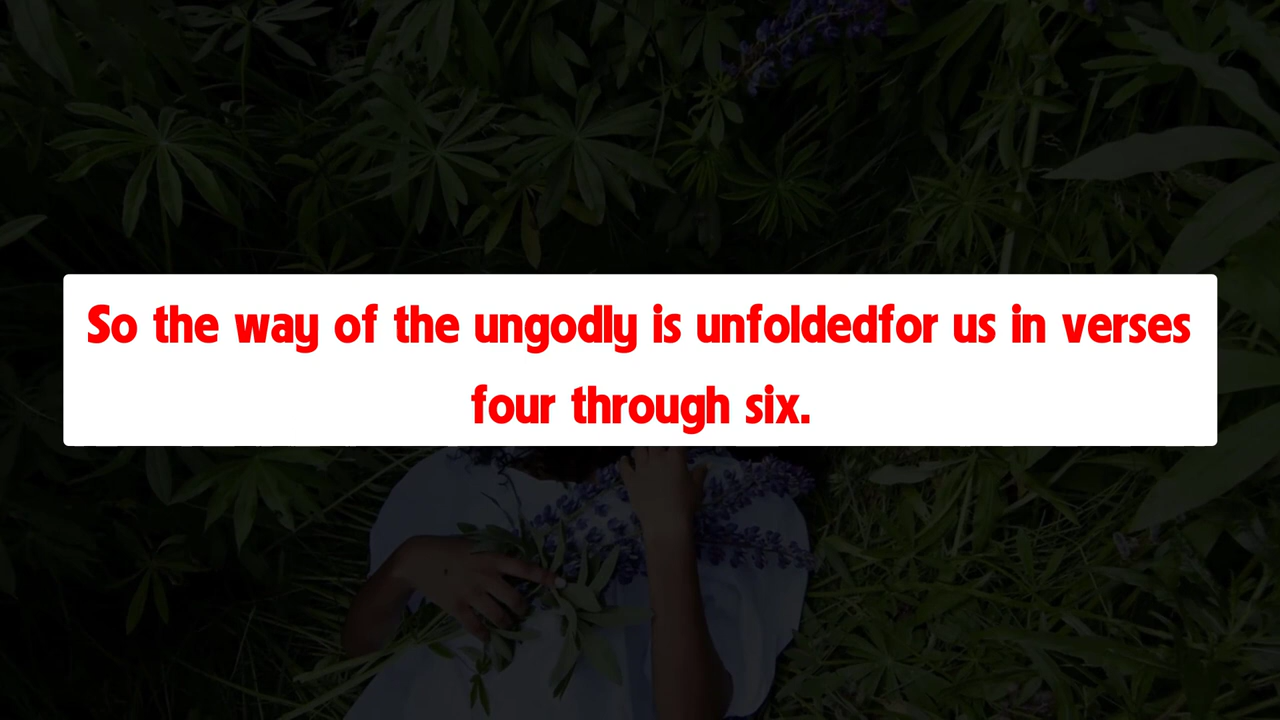 So the way of the ungodly is unfoldedfor us in verses
four through six.